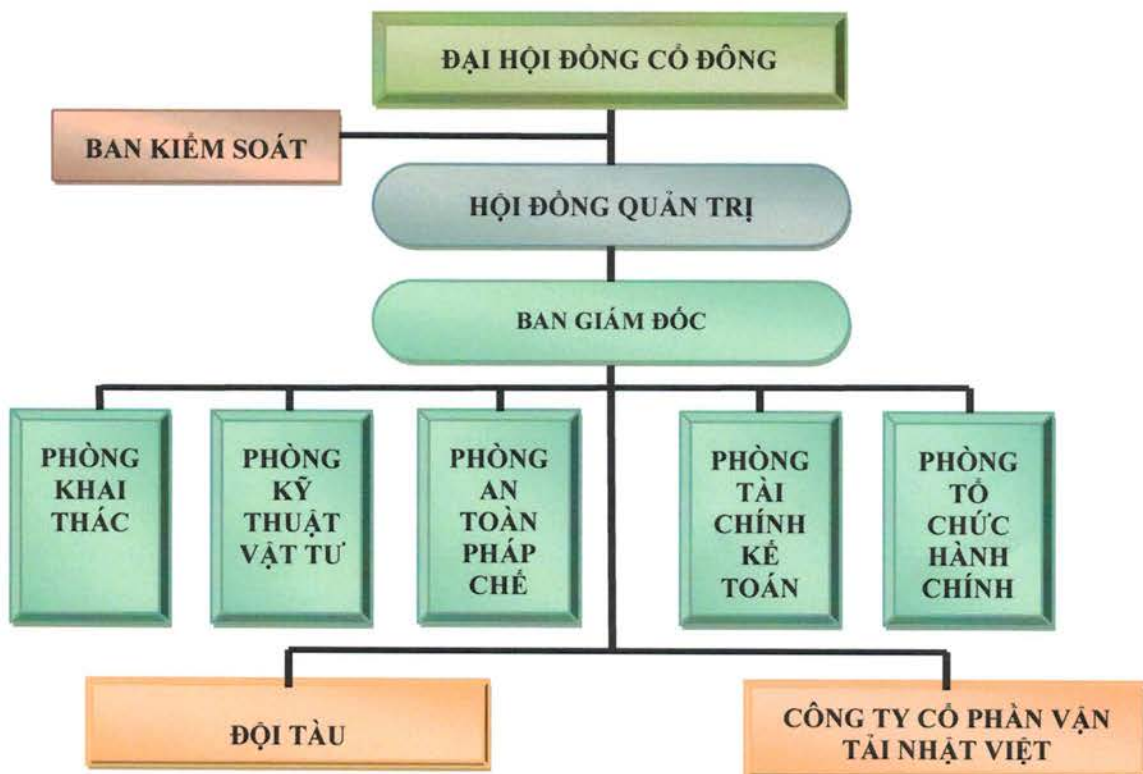 ĐẠI HỘI ĐỒNG CỔ ĐÔNG
BAN KIỂM SOÁT
HỘI ĐỒNG QUẢN TRỊ
BAN GIÁM ĐỐC
PHÒNG
KHAI
THÁC
PHÒNG
KỸ
THUẬT
VẬT TƯ
PHÒNG
AN
TOÀN
PHÁP
CHẾ
PHÒNG
TÀI
CHÍNH
KẾ
TOÁN
PHÒNG
TỔ
CHỨC
HÀNH
CHÍNH
ĐỘI TÀU
CÔNG TY CỔ PHẦN VẬN
TẢI NHẬT VIỆT